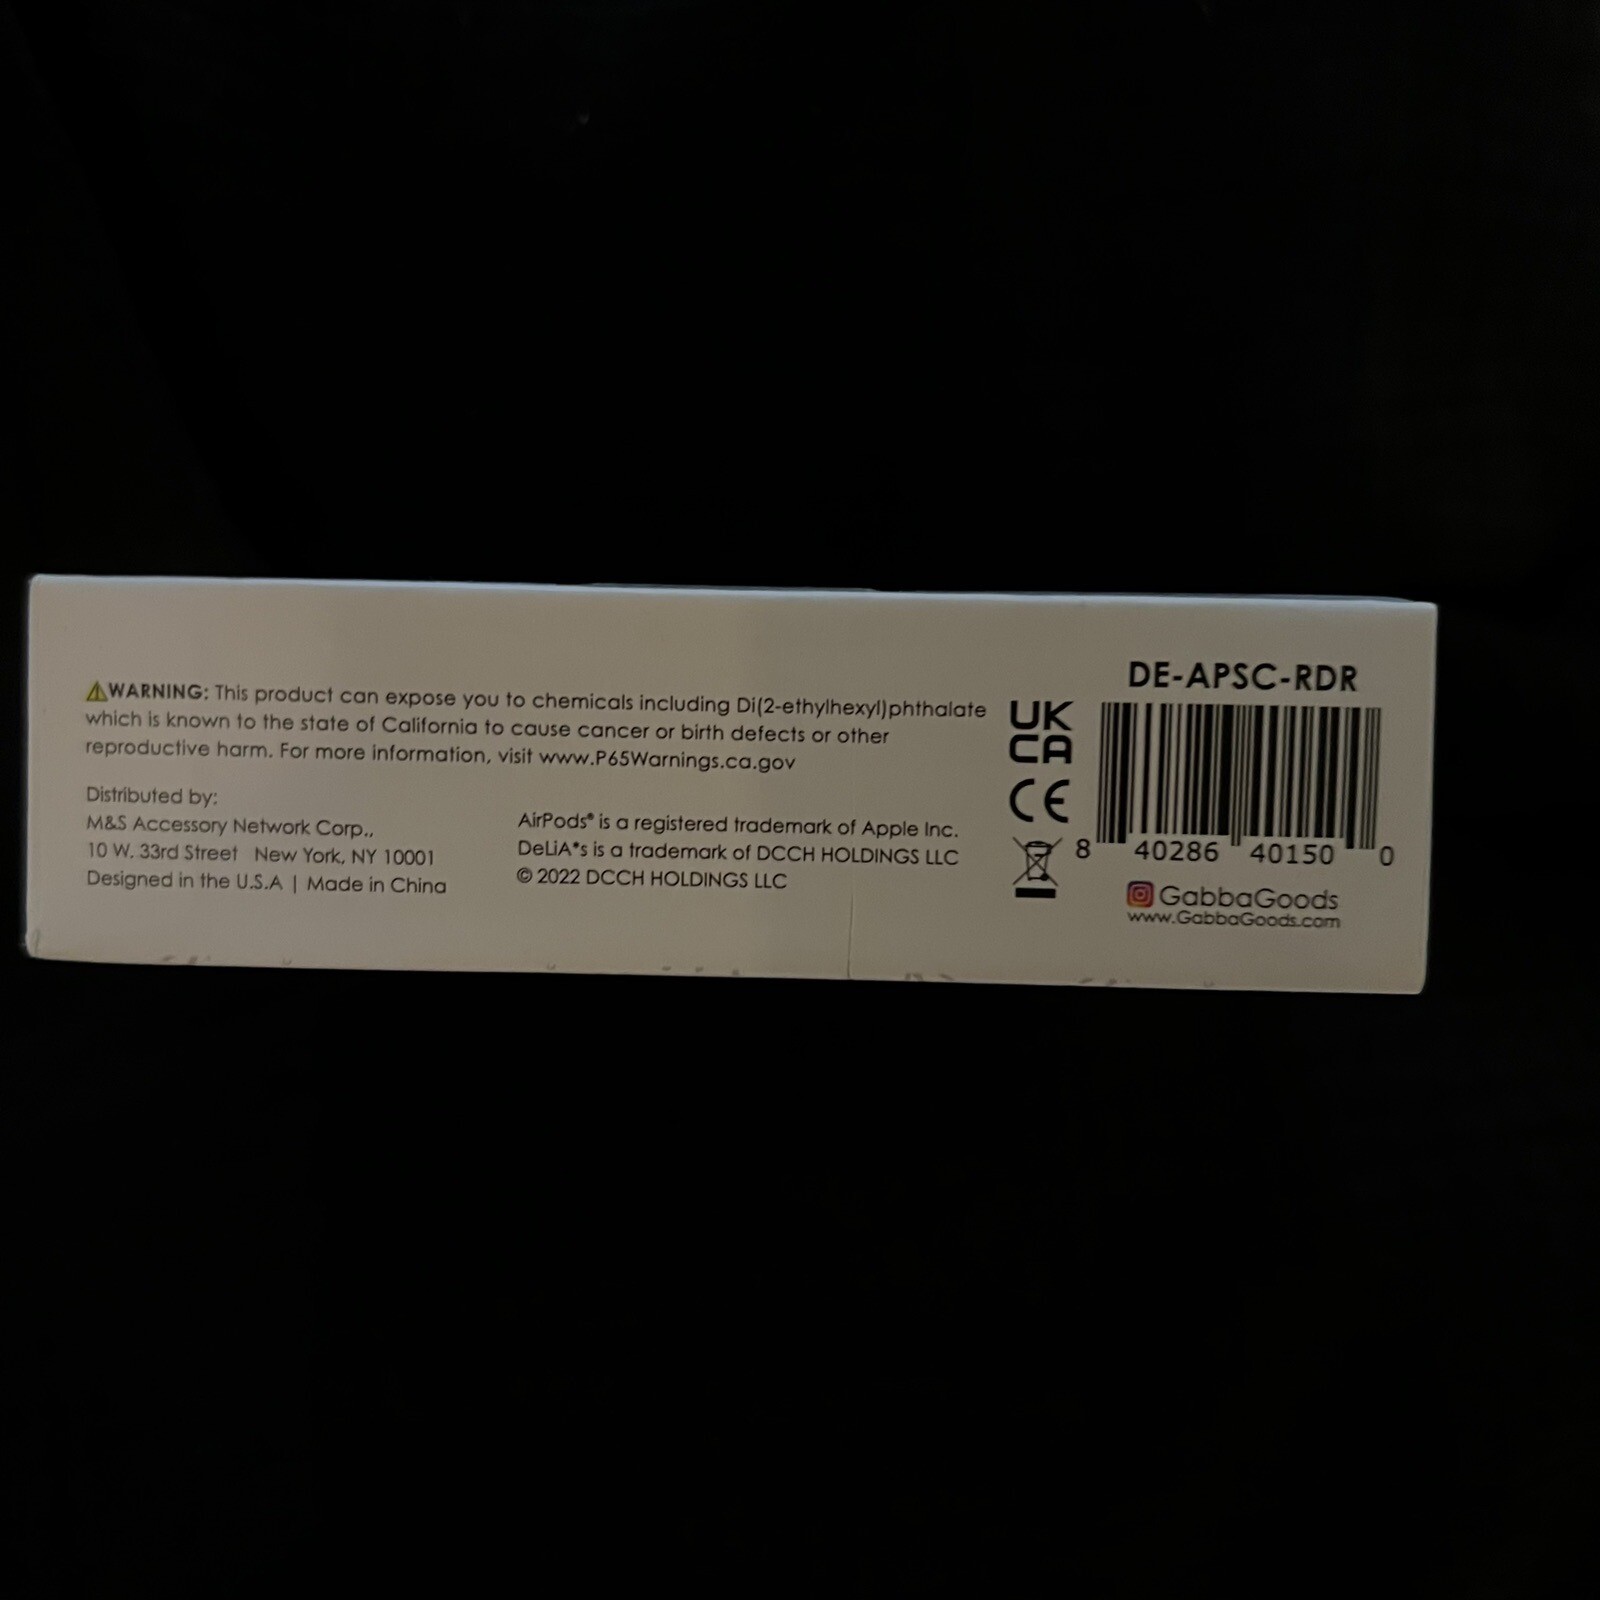 ⚠WARNING: This product can expose you to chemicals including Di(2-ethylhexyl)phthalate
which is known to the state of California to cause cancer or birth defects or other
reproductive harm. For more information, visit www.P65Warnings.ca.gov
Distributed by:
M&S Accessory Network Corp.,
10 W. 33rd Street New York, NY 10001
Designed in the U.S.A | Made in China
AirPods® is a registered trademark of Apple Inc.
DeLiA*s is a trademark of DCCH HOLDINGS LLC
© 2022 DCCH HOLDINGS LLC
UK
CA
CE
DE-APSC-RDR
8 40286 40150 0
GabbaGoods
www.GabbaGoods.com